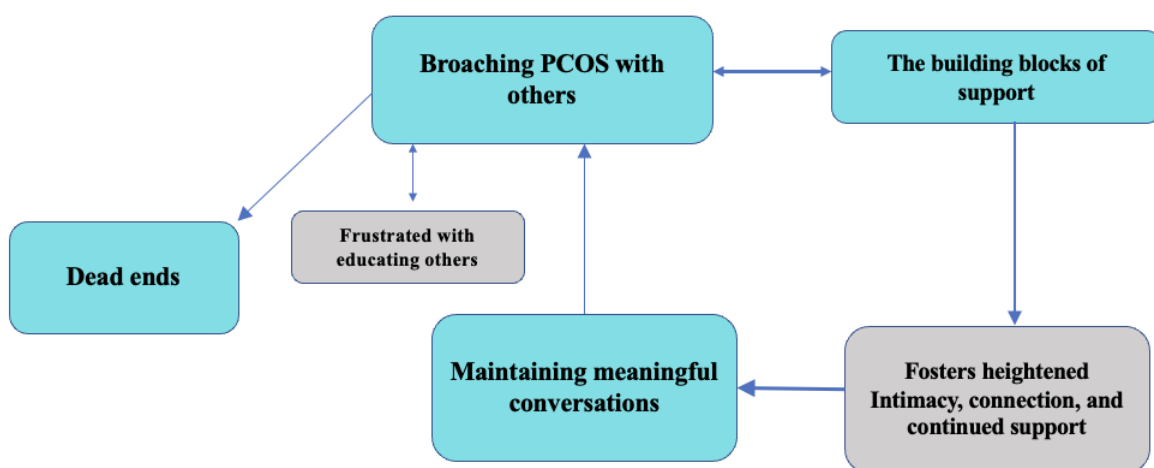 Broaching PCOS with
others
The building blocks of
support
Dead ends
Frustrated with
educating others
Maintaining meaningful
conversations
Fosters heightened
Intimacy, connection, and
continued support